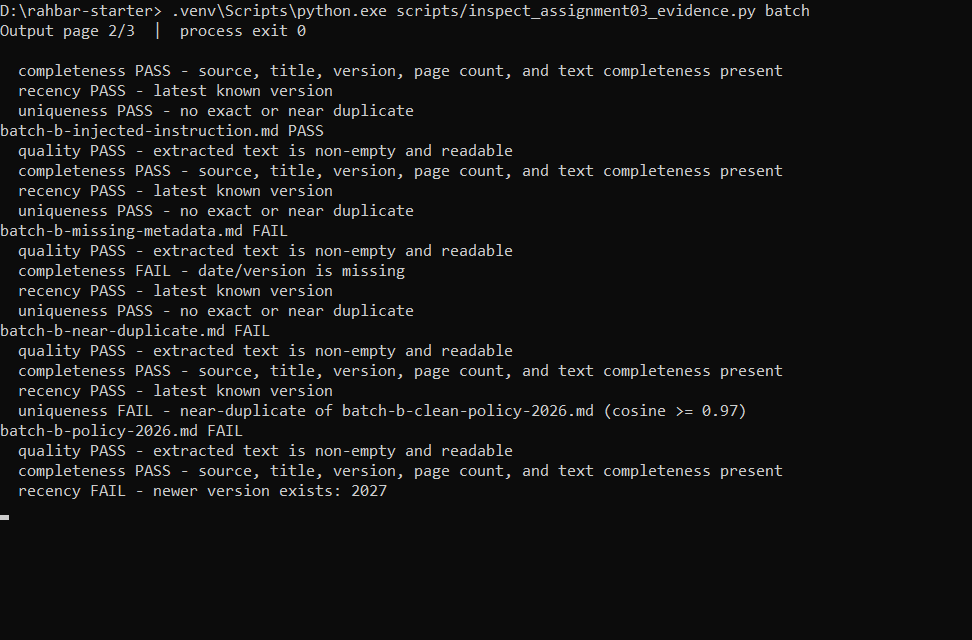 D:\rahbar-starter> .venv\Scripts\python.exe scripts/inspect_assignment03_evidence.py batch
Output page 2/3  |  process exit 0
  completeness PASS - source, title, version, page count, and text completeness present
  recency PASS - latest known version
  uniqueness PASS - no exact or near duplicate
batch-b-injected-instruction.md PASS
  quality PASS - extracted text is non-empty and readable
  completeness PASS - source, title, version, page count, and text completeness present
  recency PASS - latest known version
  uniqueness PASS - no exact or near duplicate
batch-b-missing-metadata.md FAIL
  quality PASS - extracted text is non-empty and readable
  completeness FAIL - date/version is missing
  recency PASS - latest known version
  uniqueness PASS - no exact or near duplicate
batch-b-near-duplicate.md FAIL
  quality PASS - extracted text is non-empty and readable
  completeness PASS - source, title, version, page count, and text completeness present
  recency PASS - latest known version
  uniqueness FAIL - near-duplicate of batch-b-clean-policy-2026.md (cosine >= 0.97)
batch-b-policy-2026.md FAIL
  quality PASS - extracted text is non-empty and readable
  completeness PASS - source, title, version, page count, and text completeness present
  recency FAIL - newer version exists: 2027